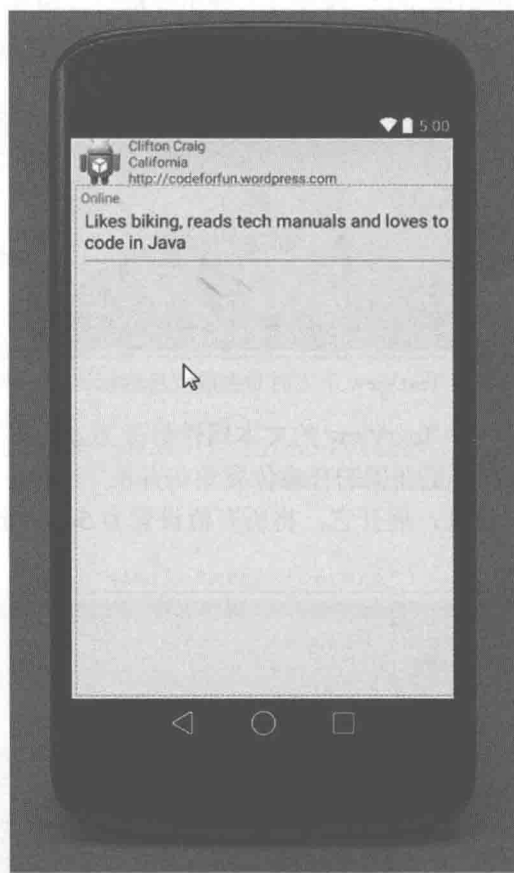 5:00
Clifton Craig
California
http://codeforfun.wordpress.com
Online
Likes biking, reads tech manuals and loves to
code in Java